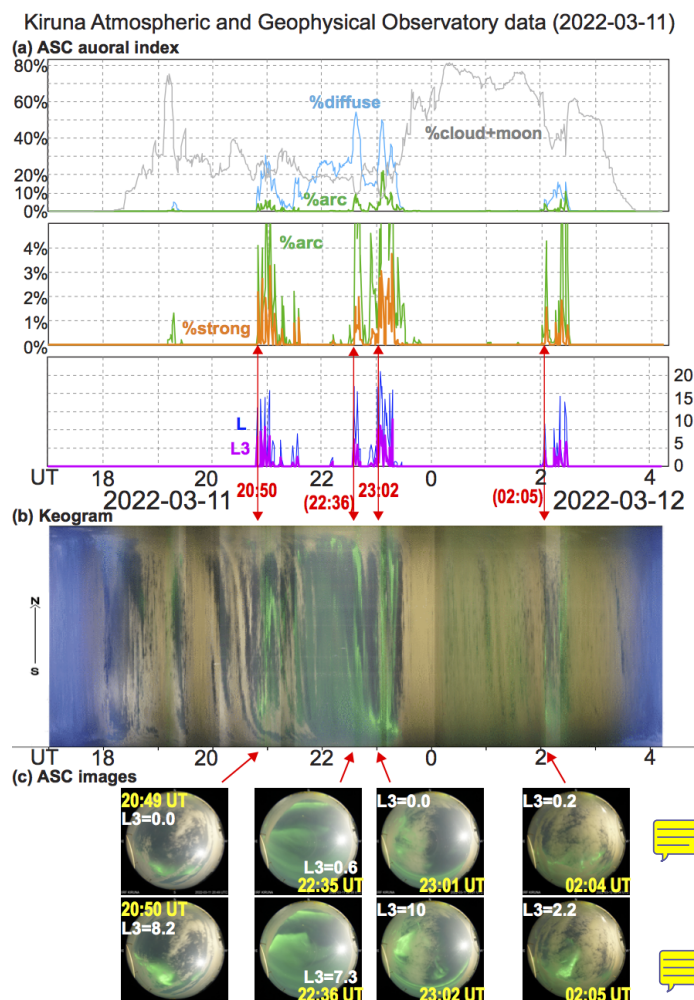 Kiruna Atmospheric and Geophysical Observatory data (2022-03-11)
(a) ASC auoral index
80%
60%
40%
20%
10%
0%
%diffuse
%cloud+moon
%arc
4%
3%
2%
1%
0%
%arc
%strong
20
15
10
5
0
L
L3
UT 18 20 22 0 2 4
2022-03-11 20:50 (22:36) 23:02 (02:05) 2022-03-12
(b) Keogram
N
S
UT 18 20 22 0 2 4
(c) ASC images
20:49 UT
L3=0.0
L3=0.6
22:35 UT
L3=0.0
23:01 UT
L3=0.2
02:04 UT
20:50 UT
L3=8.2
L3=7.3
22:36 UT
L3=10
23:02 UT
L3=2.2
02:05 UT